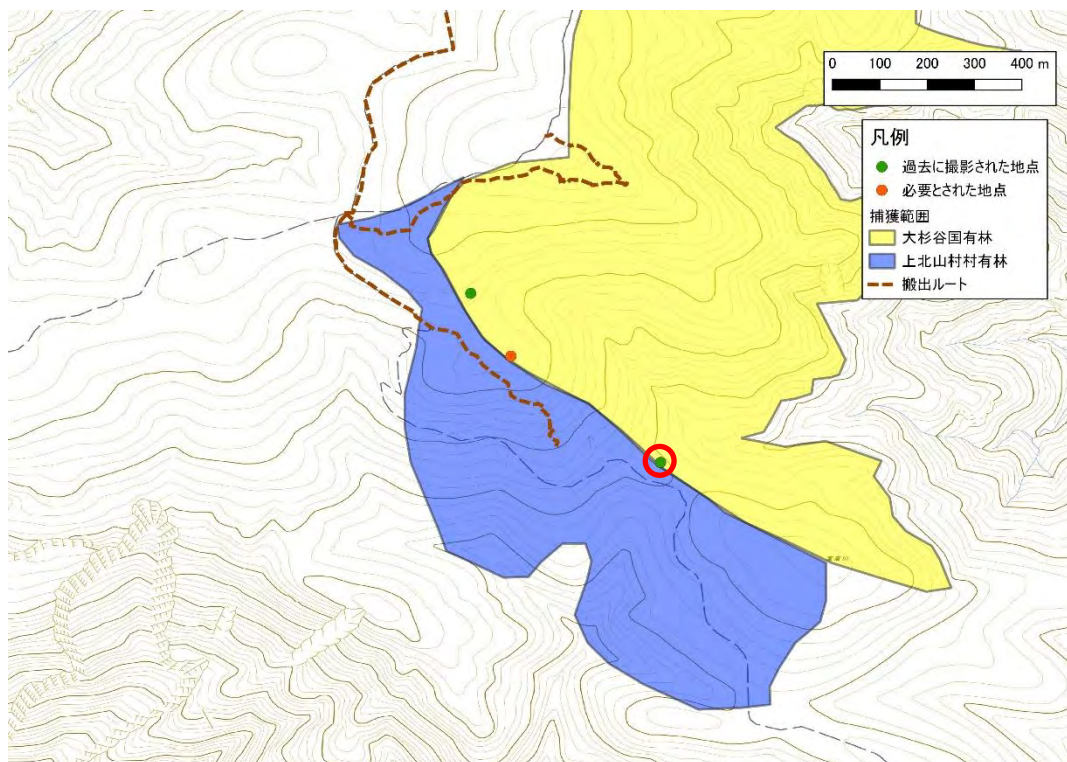 0 100 200 300 400 m
凡例
過去に撮影された地点
必要とされた地点
捕獲範囲
大杉谷国有林
上北山村村有林
搬出ルート